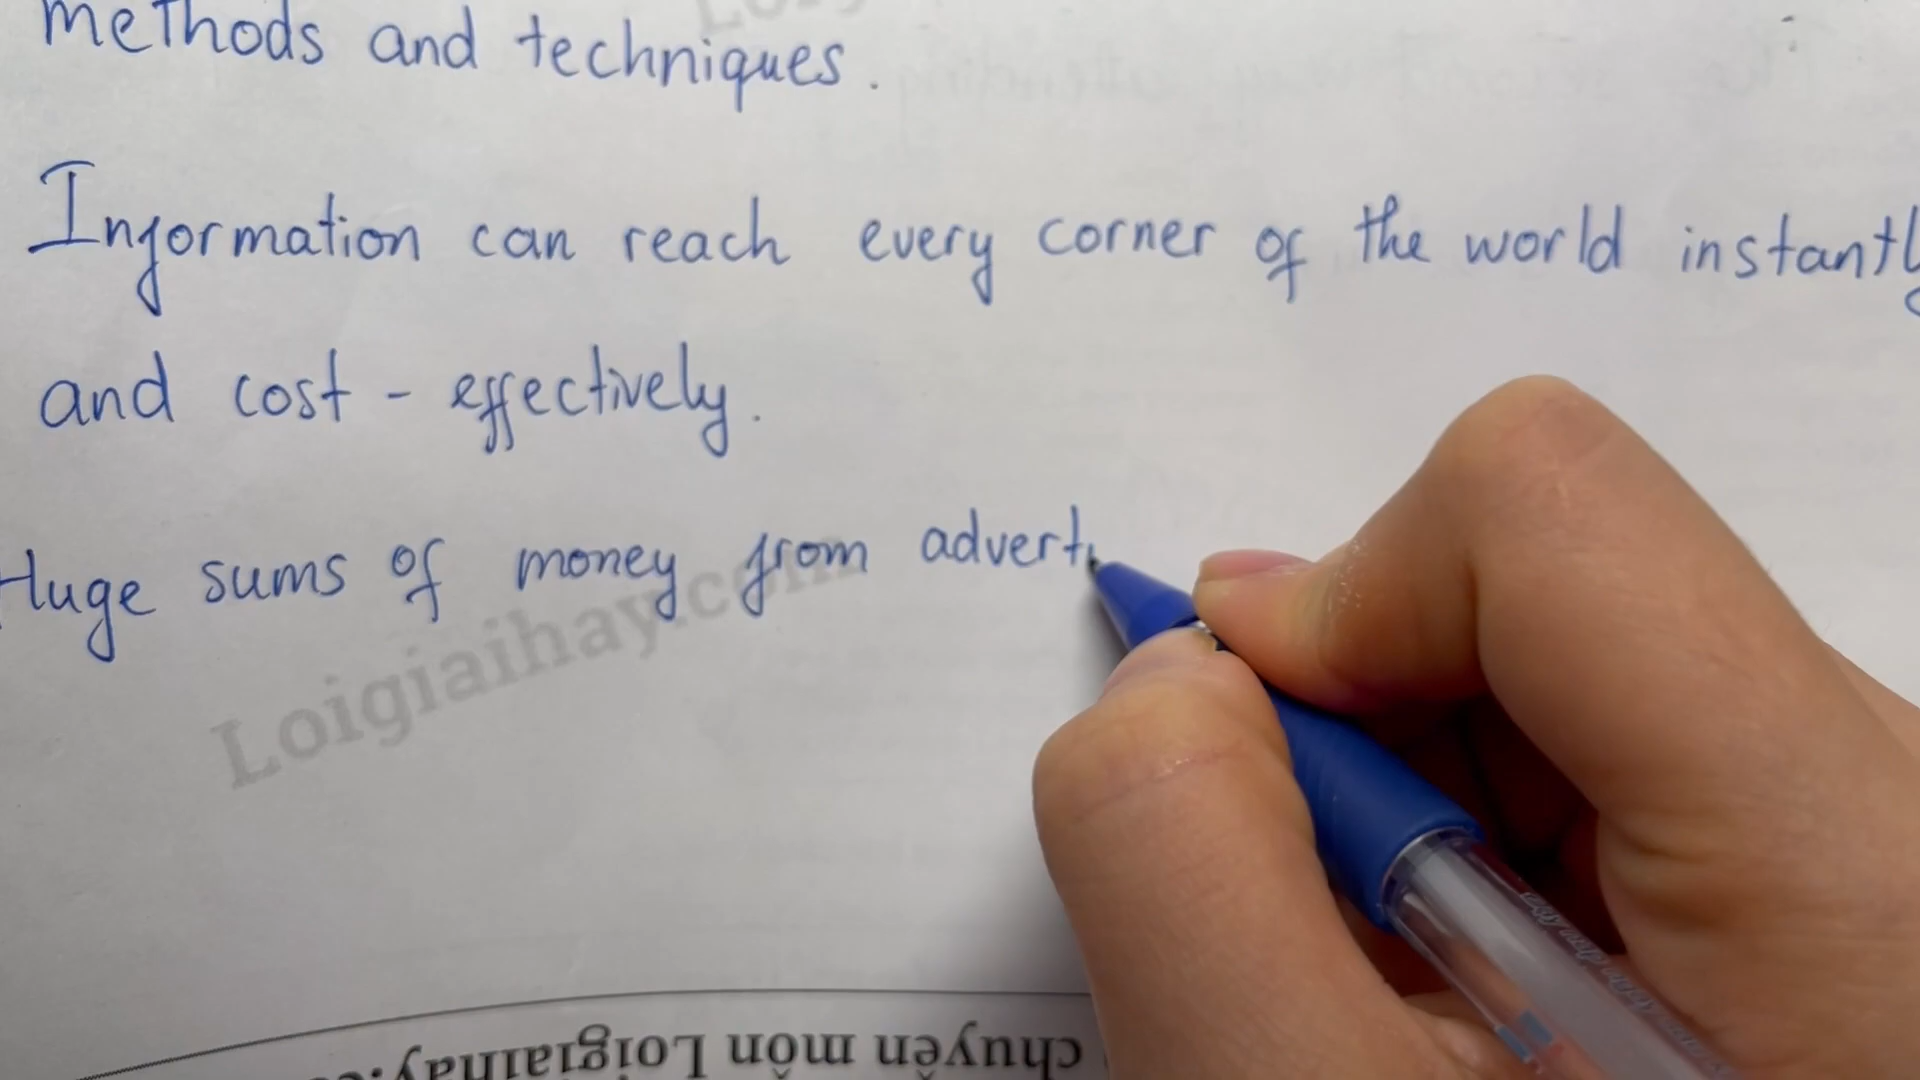 methods and techniques.
Information can reach every corner of the world instantly
and cost - effectively.
Huge sums of money from advert
Loigiaihay.com
chuyên môn Loigiaihay.c